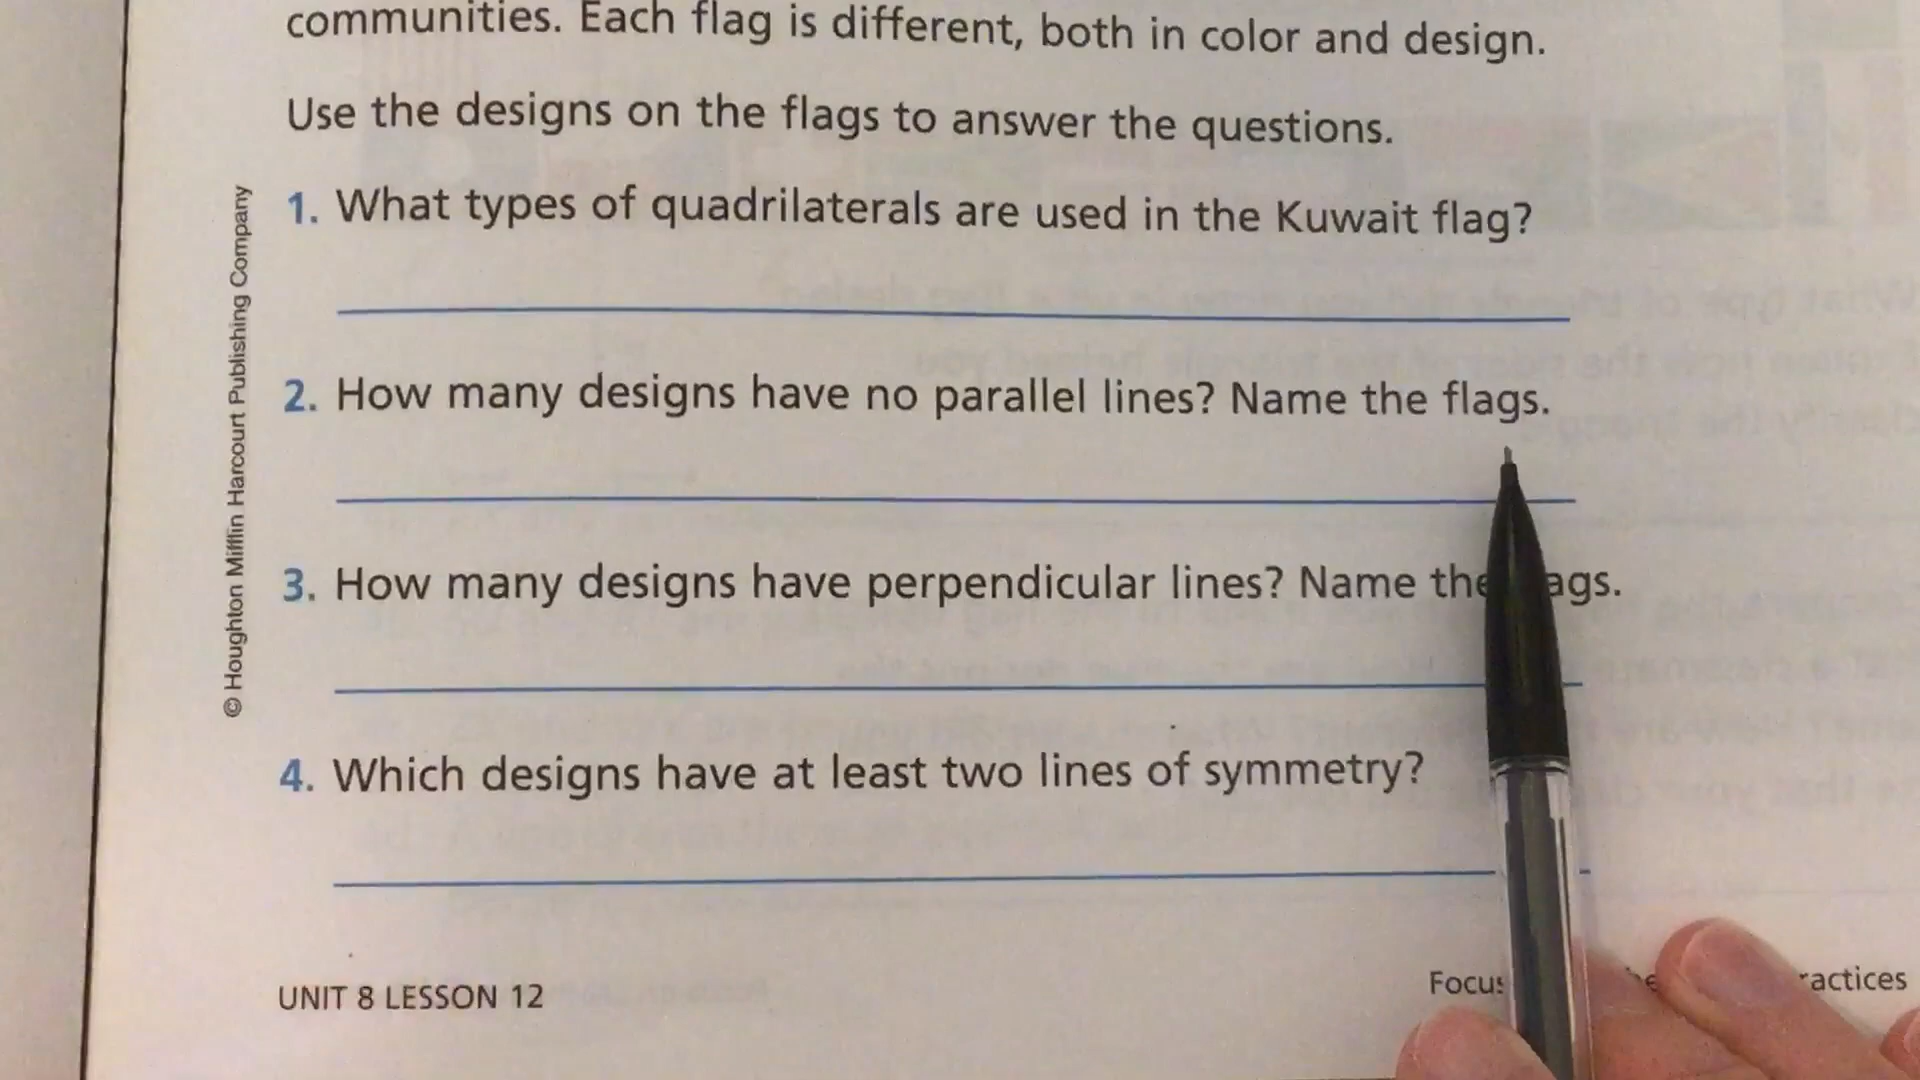 communities. Each flag is different, both in color and design.
Use the designs on the flags to answer the questions.
1. What types of quadrilaterals are used in the Kuwait flag?
2. How many designs have no parallel lines? Name the flags.
3. How many designs have perpendicular lines? Name the ags.
4. Which designs have at least two lines of symmetry?
© Houghton Mifflin Harcourt Publishing Company
UNIT 8 LESSON 12
Focus